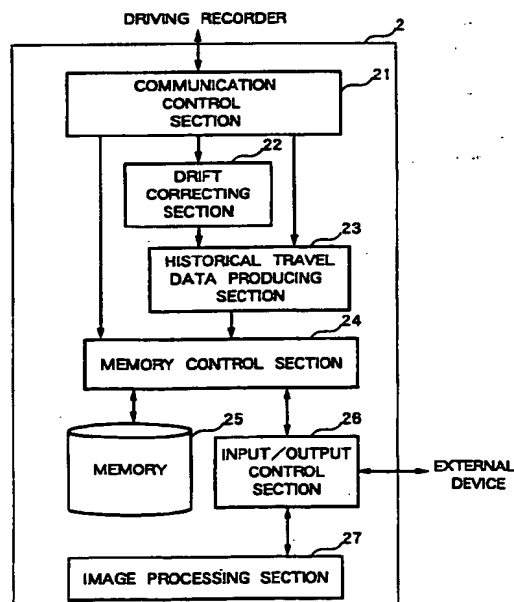 DRIVING RECORDER
2
COMMUNICATION
CONTROL
SECTION
21
22
DRIFT
CORRECTING
SECTION
23
HISTORICAL TRAVEL
DATA PRODUCING
SECTION
24
MEMORY CONTROL SECTION
25
MEMORY
26
INPUT/OUTPUT
CONTROL
SECTION
EXTERNAL
DEVICE
27
IMAGE PROCESSING SECTION